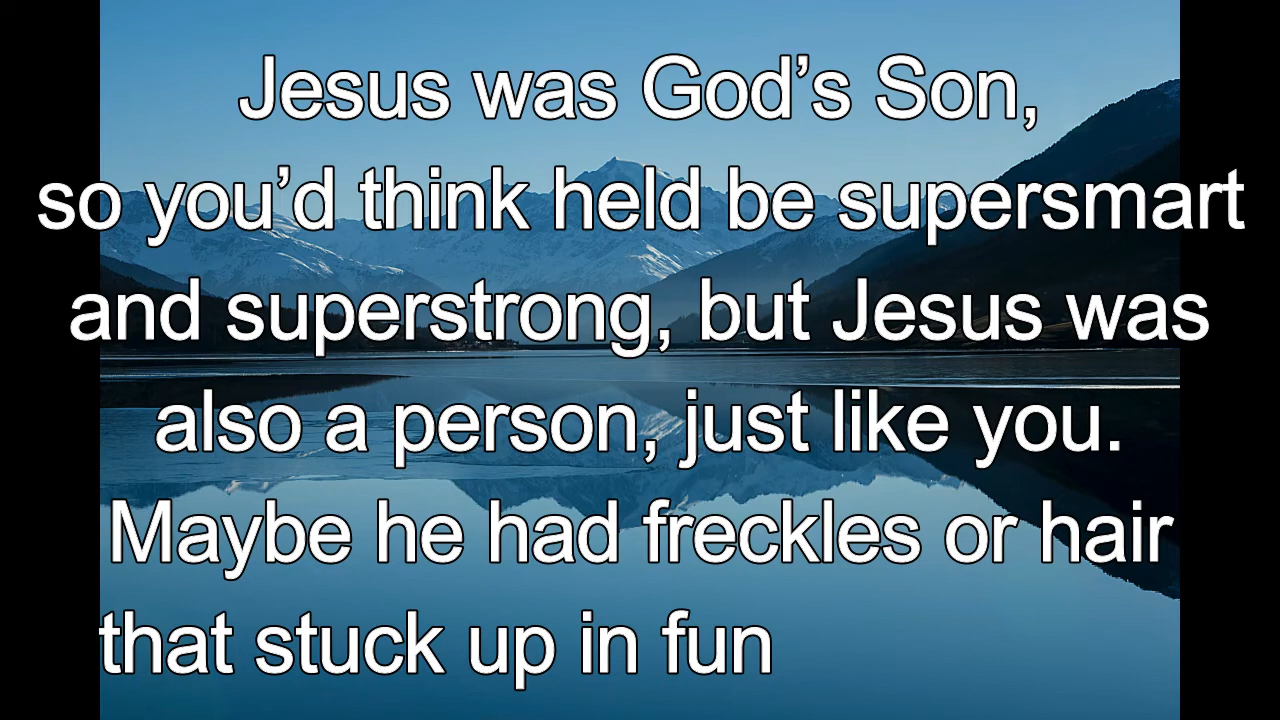 Jesus was God’s Son,
so you’d think held be supersmart
and superstrong, but Jesus was
also a person, just like you.
Maybe he had freckles or hair
that stuck up in fun